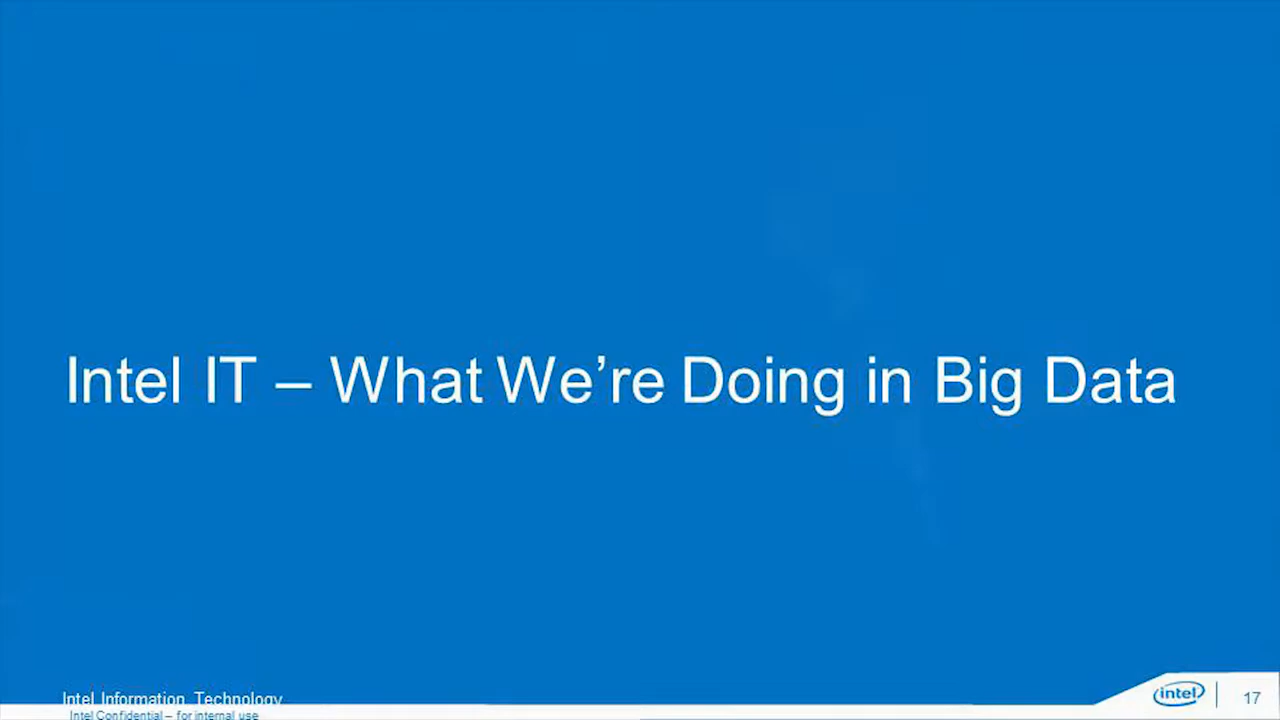 Intel IT – What We’re Doing in Big Data
Intel Information Technology
Intel Confidential – for internal use
intel
17